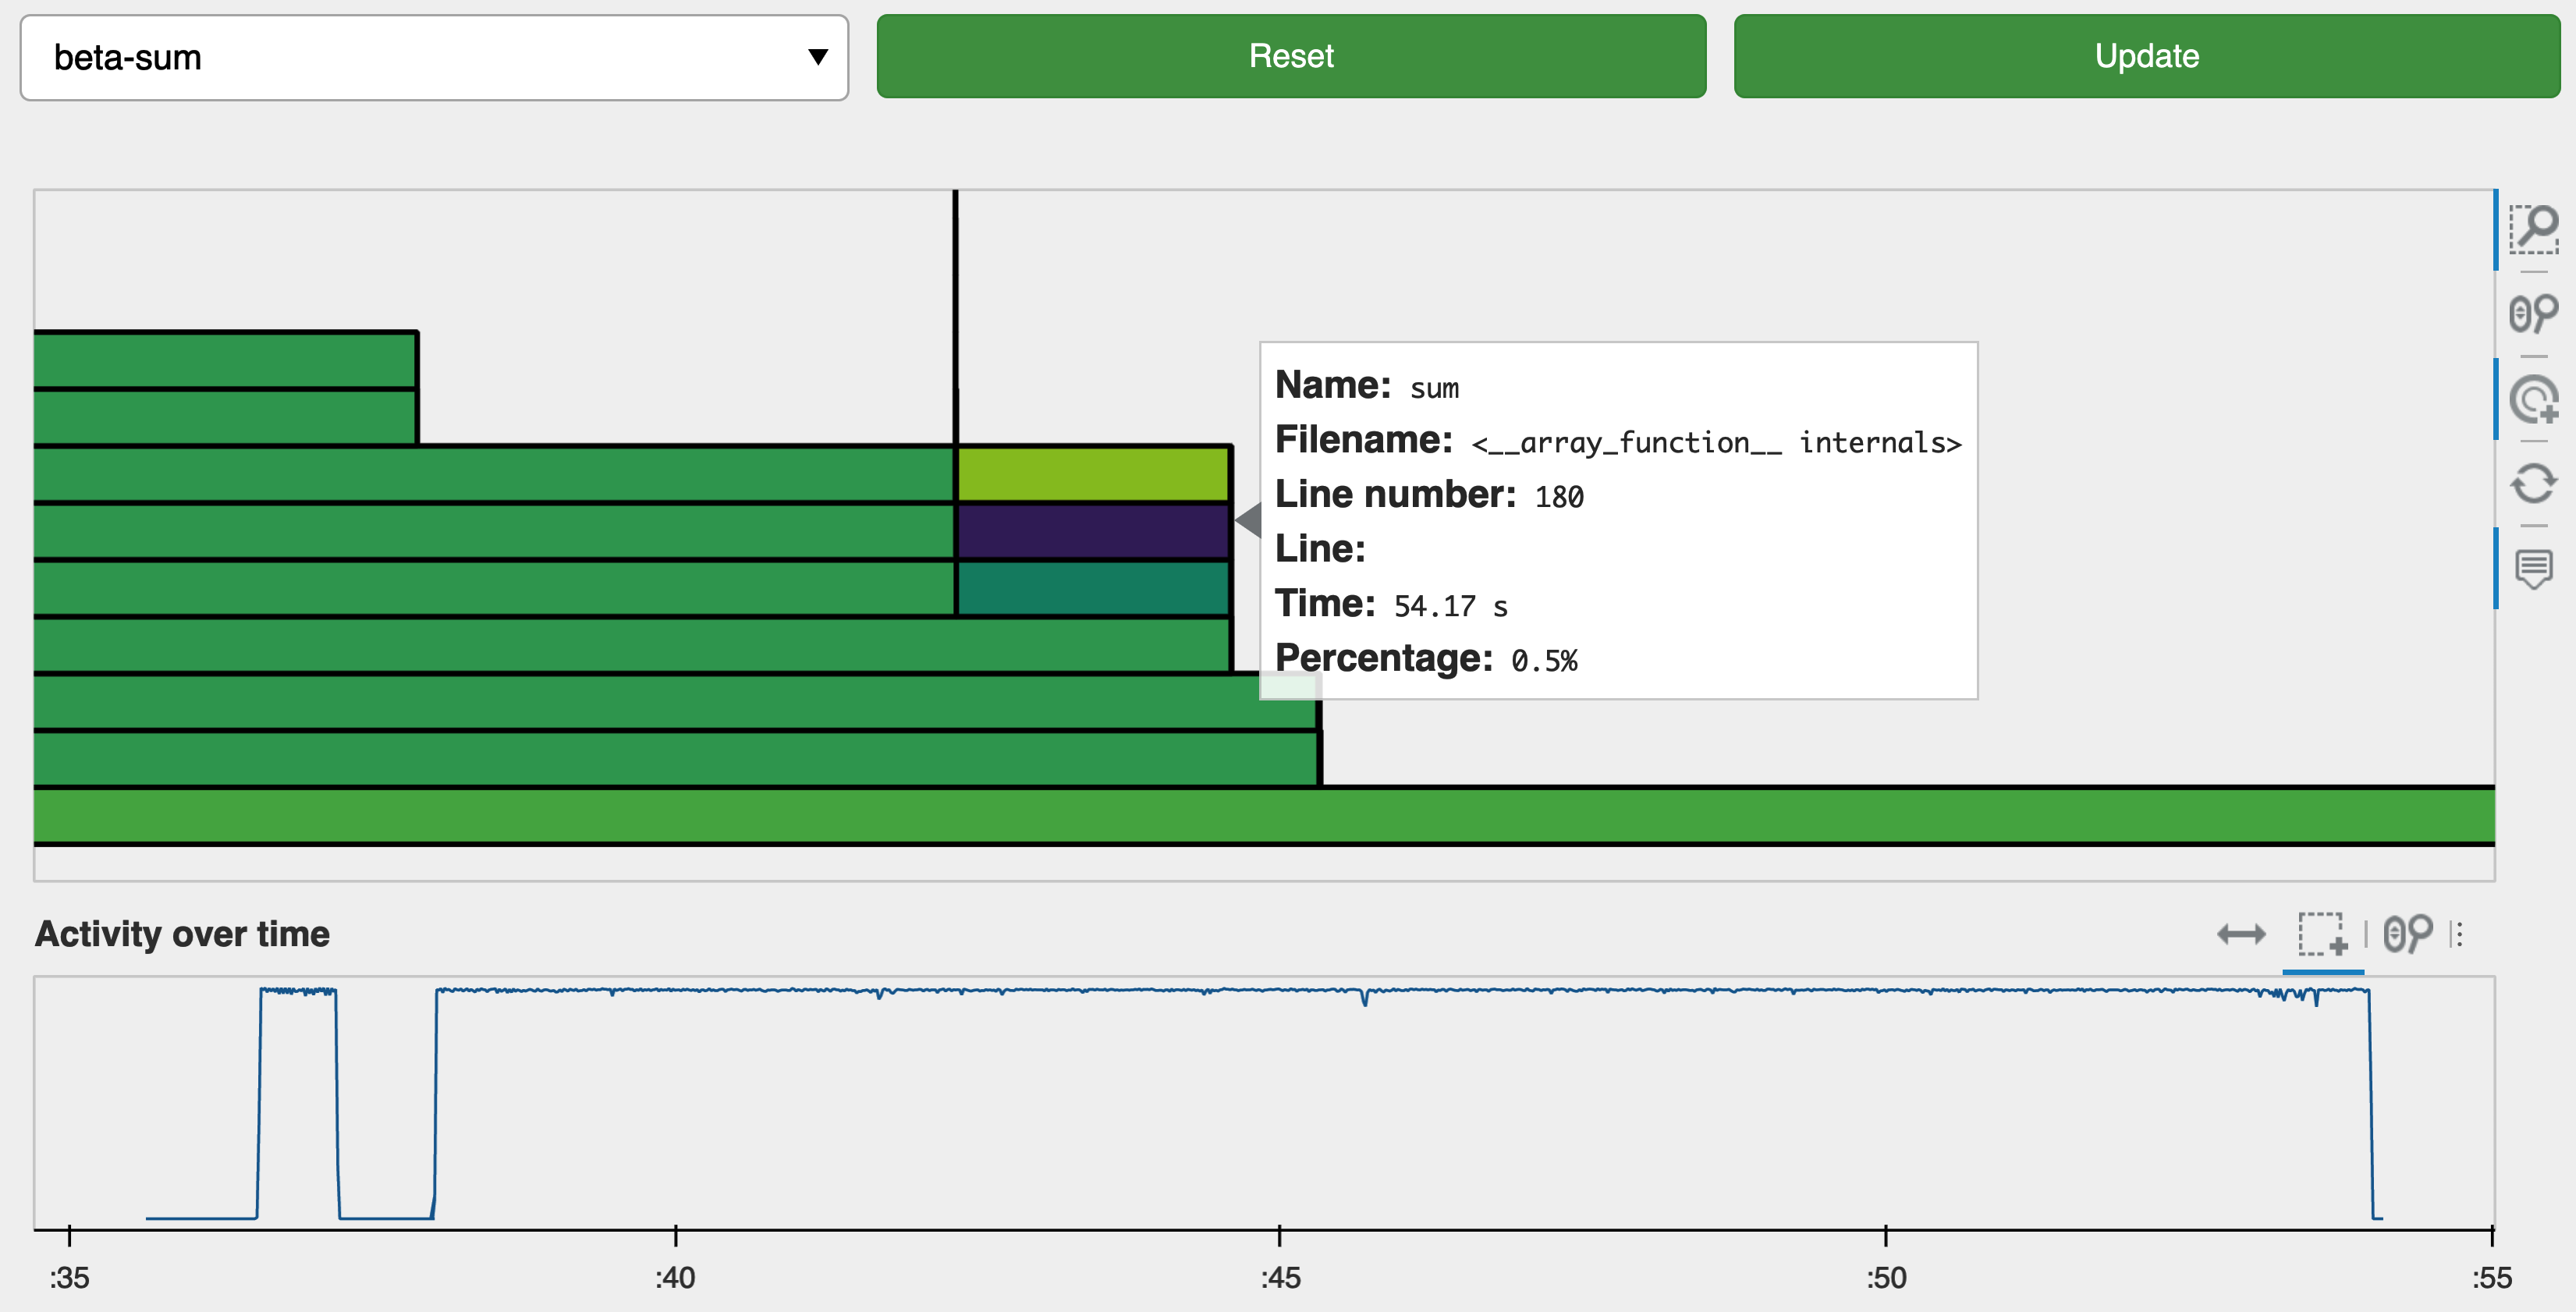 beta-sum
Reset
Update
Name: sum
Filename: <__array_function__ internals>
Line number: 180
Line:
Time: 54.17 s
Percentage: 0.5%
Activity over time
:35 :40 :45 :50 :55